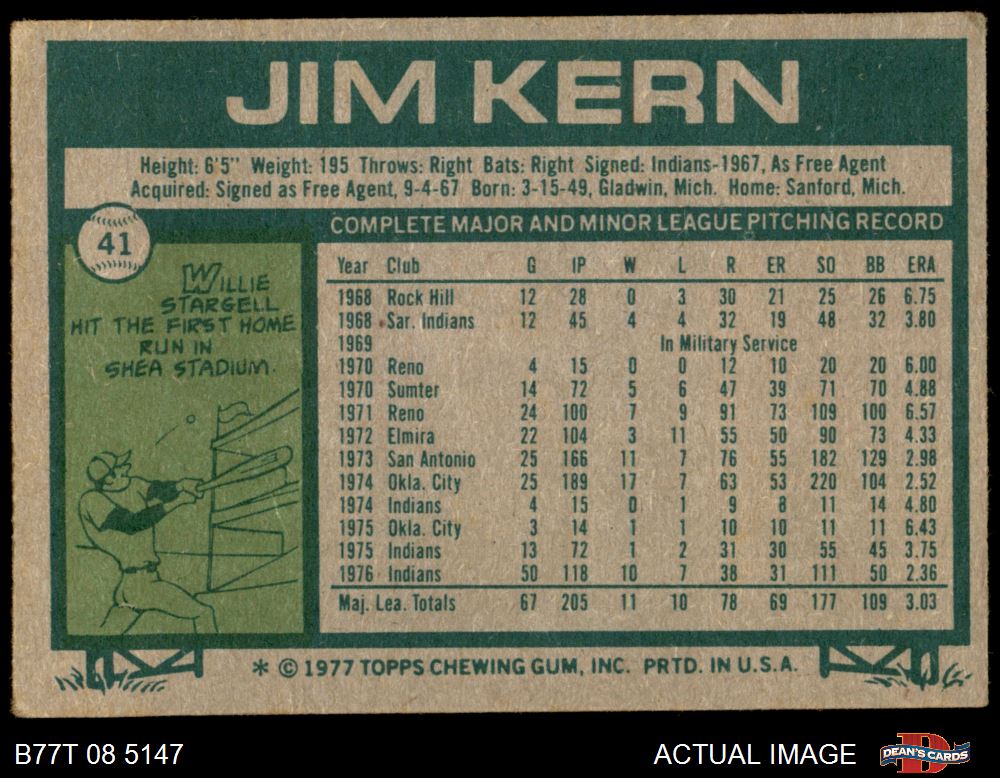 JIM KERN
Height: 6'5" Weight: 195 Throws: Right Bats: Right Signed: Indians-1967, As Free Agent
Acquired: Signed as Free Agent, 9-4-67 Born: 3-15-49, Gladwin, Mich. Home: Sanford, Mich.
41
WILLIE
STARGELL
HIT THE FIRST HOME
RUN IN
SHEA STADIUM.
COMPLETE MAJOR AND MINOR LEAGUE PITCHING RECORD
Year Club G IP W L R ER SO BB ERA
1968 Rock Hill 12 28 0 3 30 21 25 26 6.75
1968 Sar. Indians 12 45 4 4 32 19 48 32 3.80
1969 In Military Service
1970 Reno 4 15 0 0 12 10 20 20 6.00
1970 Sumter 14 72 5 6 47 39 71 70 4.88
1971 Reno 24 100 7 9 91 73 109 100 6.57
1972 Elmira 22 104 3 11 55 50 90 73 4.33
1973 San Antonio 25 166 11 7 76 55 182 129 2.98
1974 Okla. City 25 189 17 7 63 53 220 104 2.52
1974 Indians 4 15 0 1 9 8 11 14 4.80
1975 Okla. City 3 14 1 1 10 10 11 11 6.43
1975 Indians 13 72 1 2 31 30 55 45 3.75
1976 Indians 50 118 10 7 38 31 111 50 2.36
Maj. Lea. Totals 67 205 11 10 78 69 177 109 3.03
* © 1977 TOPPS CHEWING GUM, INC. PRTD. IN U.S.A.
B77T 08 5147
ACTUAL IMAGE
D
DEAN'S CARDS